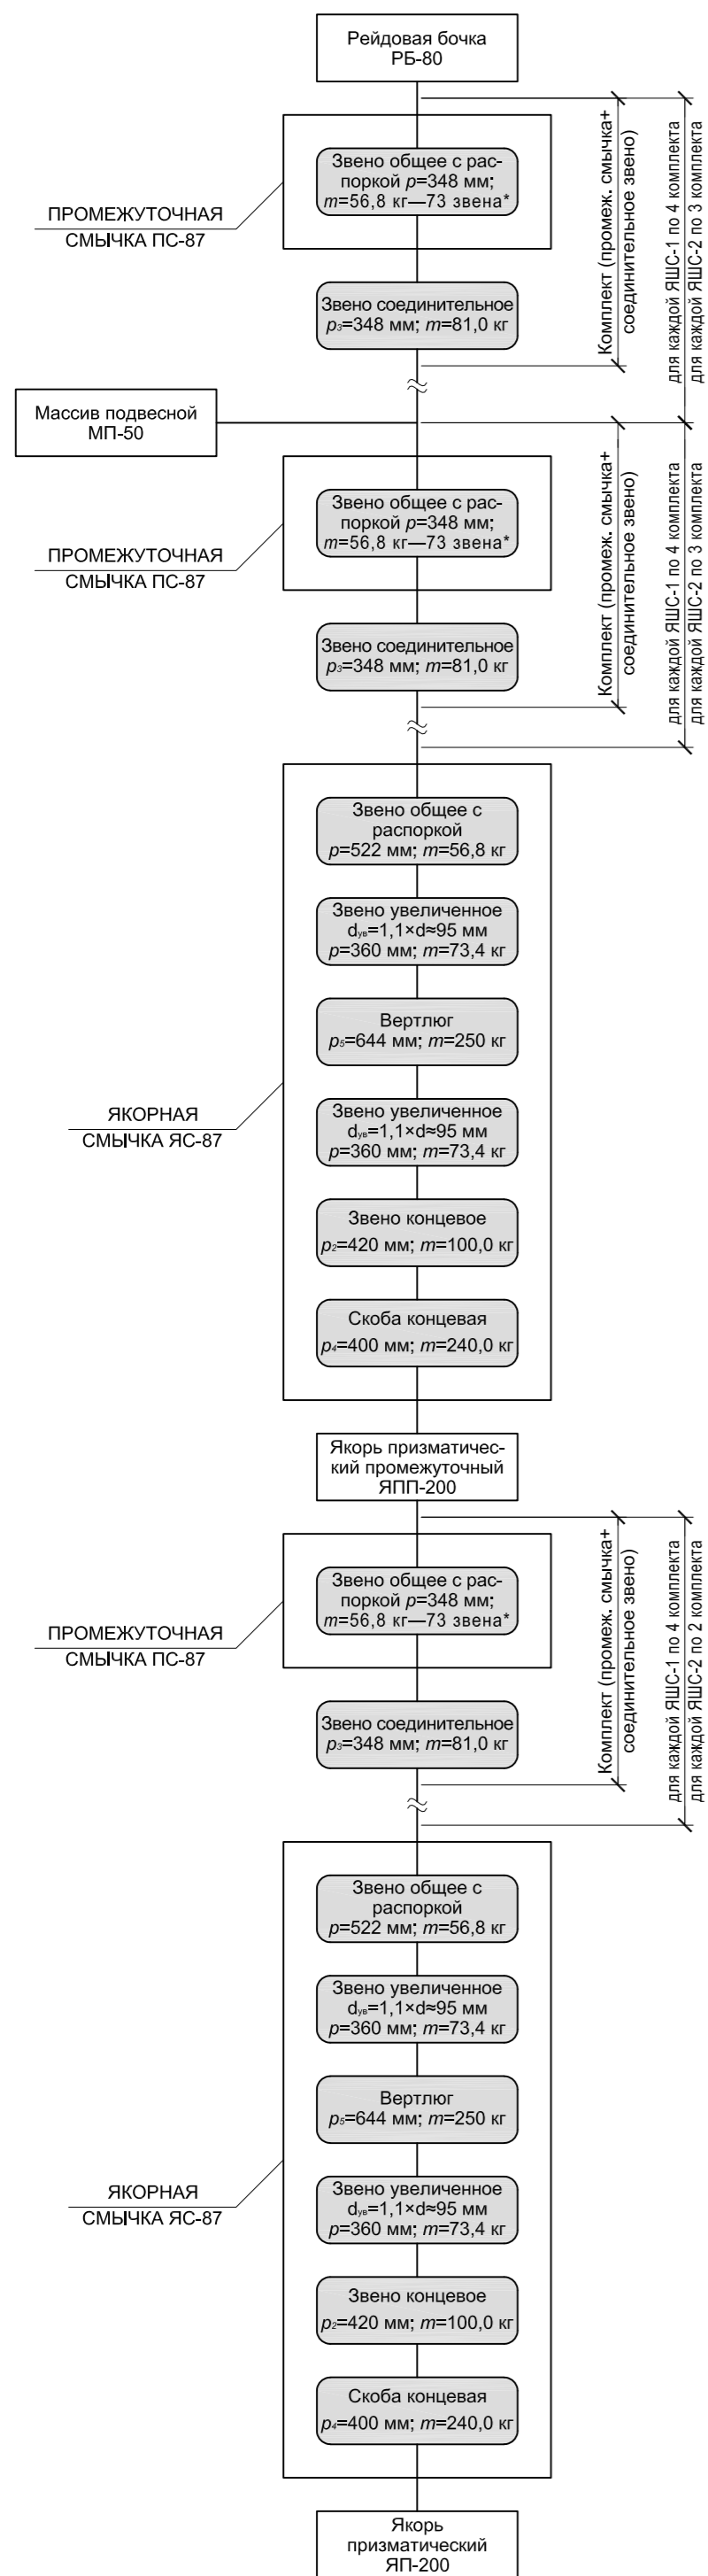 Рейдовая бочка
РБ-80
Звено общее с рас-
поркой p=348 мм;
m=56,8 кг—73 звена*
ПРОМЕЖУТОЧНАЯ
СМЫЧКА ПС-87
Звено соединительное
p₃=348 мм; m=81,0 кг
Комплект (промеж. смычка+
соединительное звено)
для каждой ЯШС-1 по 4 комплекта
для каждой ЯШС-2 по 3 комплекта
Массив подвесной
МП-50
Звено общее с рас-
поркой p=348 мм;
m=56,8 кг—73 звена*
ПРОМЕЖУТОЧНАЯ
СМЫЧКА ПС-87
Звено соединительное
p₃=348 мм; m=81,0 кг
Комплект (промеж. смычка+
соединительное звено)
для каждой ЯШС-1 по 4 комплекта
для каждой ЯШС-2 по 3 комплекта
Звено общее с
распоркой
p=522 мм; m=56,8 кг
Звено увеличенное
dув=1,1×d≈95 мм
p=360 мм; m=73,4 кг
Вертлюг
p₅=644 мм; m=250 кг
ЯКОРНАЯ
СМЫЧКА ЯС-87
Звено увеличенное
dув=1,1×d≈95 мм
p=360 мм; m=73,4 кг
Звено концевое
p₂=420 мм; m=100,0 кг
Скоба концевая
p₄=400 мм; m=240,0 кг
Якорь призматичес-
кий промежуточный
ЯПП-200
Звено общее с рас-
поркой p=348 мм;
m=56,8 кг—73 звена*
ПРОМЕЖУТОЧНАЯ
СМЫЧКА ПС-87
Звено соединительное
p₃=348 мм; m=81,0 кг
Комплект (промеж. смычка+
соединительное звено)
для каждой ЯШС-1 по 4 комплекта
для каждой ЯШС-2 по 2 комплекта
Звено общее с
распоркой
p=522 мм; m=56,8 кг
Звено увеличенное
dув=1,1×d≈95 мм
p=360 мм; m=73,4 кг
Вертлюг
p₅=644 мм; m=250 кг
ЯКОРНАЯ
СМЫЧКА ЯС-87
Звено увеличенное
dув=1,1×d≈95 мм
p=360 мм; m=73,4 кг
Звено концевое
p₂=420 мм; m=100,0 кг
Скоба концевая
p₄=400 мм; m=240,0 кг
Якорь
призматический
ЯП-200